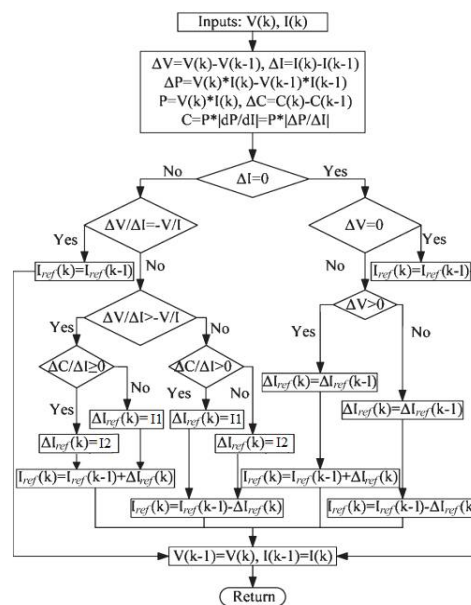 Inputs: V(k), I(k)
ΔV=V(k)-V(k-1), ΔI=I(k)-I(k-1)
ΔP=V(k)*I(k)-V(k-1)*I(k-1)
P=V(k)*I(k), ΔC=C(k)-C(k-1)
C=P*|dP/dI|=P*|ΔP/ΔI|
No
ΔI=0
Yes
ΔV/ΔI=-V/I
ΔV=0
Yes
No
No
Yes
Iref(k)=Iref(k-1)
Iref(k)=Iref(k-1)
ΔV/ΔI>-V/I
ΔV>0
Yes
No
Yes
No
ΔC/ΔI≥0
ΔC/ΔI>0
No
Yes
Yes
No
ΔIref(k)=ΔIref(k-1)
ΔIref(k)=I1
ΔIref(k)=I1
ΔIref(k)=ΔIref(k-1)
ΔIref(k)=I2
ΔIref(k)=I2
Iref(k)=Iref(k-1)+ΔIref(k)
Iref(k)=Iref(k-1)+ΔIref(k)
Iref(k)=Iref(k-1)-ΔIref(k)
Iref(k)=Iref(k-1)-ΔIref(k)
V(k-1)=V(k), I(k-1)=I(k)
Return